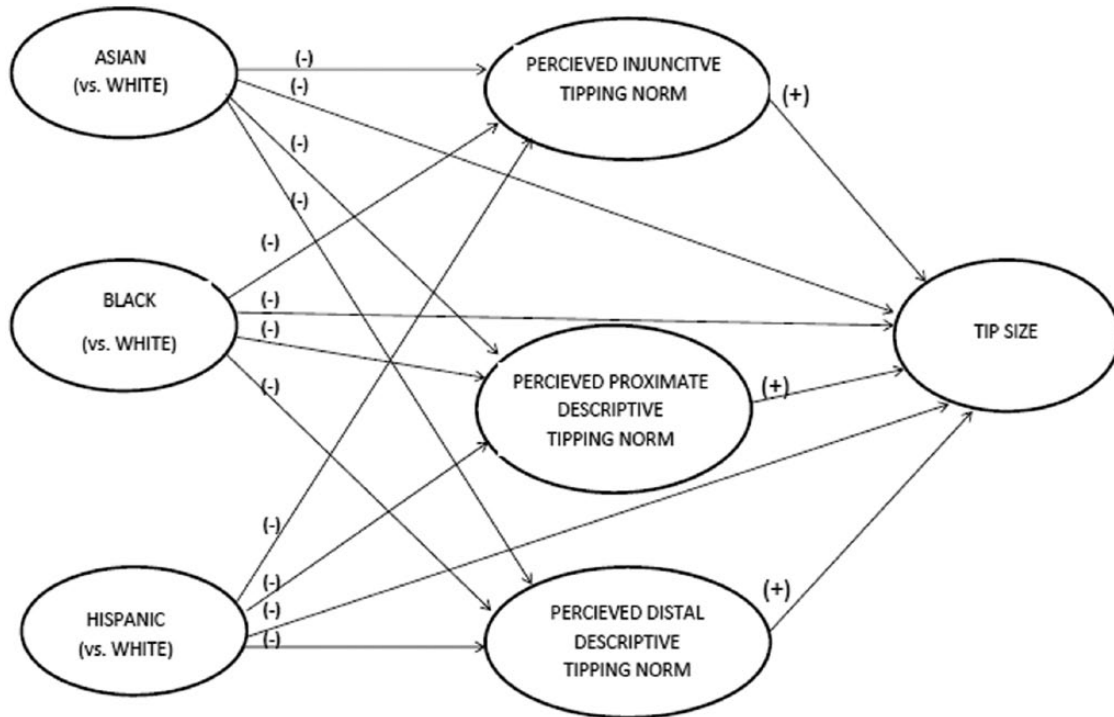 ASIAN
(vs. WHITE)
(-)
(-)
(-)
(-)
PERCIEVED INJUNCITVE
TIPPING NORM
(+)
BLACK
(vs. WHITE)
(-)
(-)
(-)
(-)
PERCIEVED PROXIMATE
DESCRIPTIVE
TIPPING NORM
(+)
TIP SIZE
HISPANIC
(vs. WHITE)
(-)
(-)
(-)
(-)
PERCIEVED DISTAL
DESCRIPTIVE
TIPPING NORM
(+)